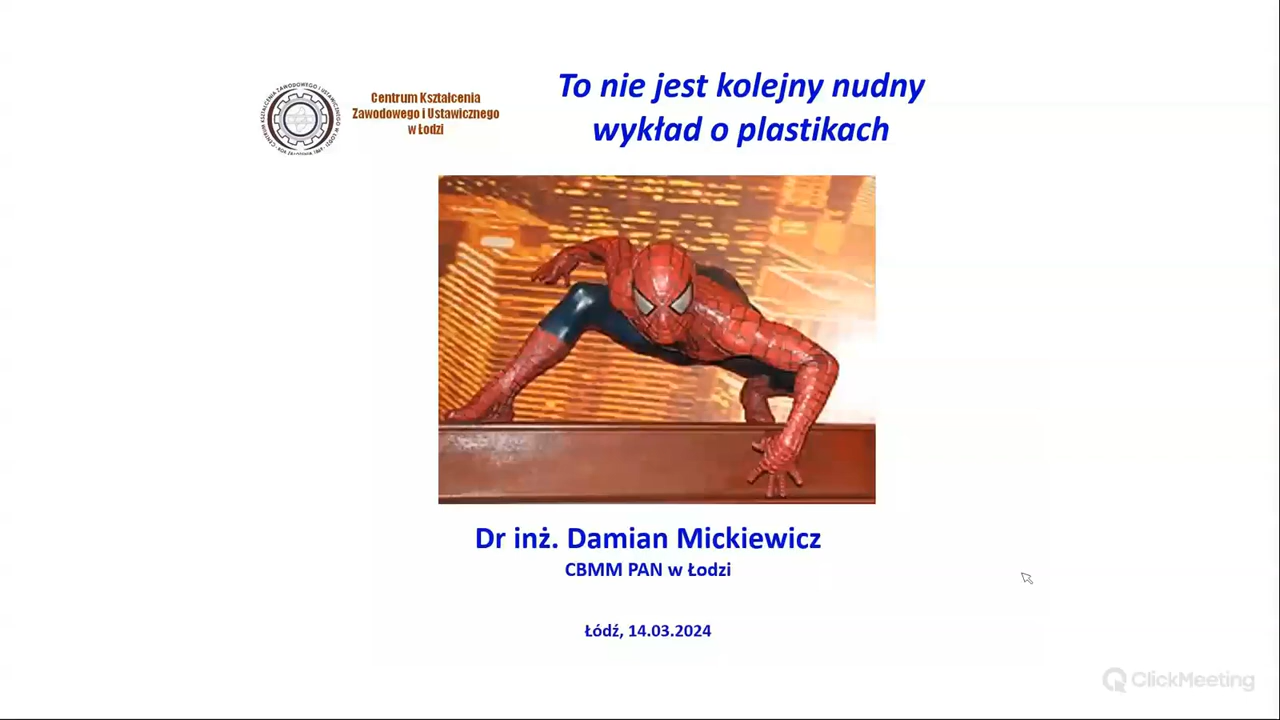 Centrum Kształcenia
Zawodowego i Ustawicznego
w Łodzi
To nie jest kolejny nudny
wykład o plastikach
Dr inż. Damian Mickiewicz
CBMM PAN w Łodzi
Łódź, 14.03.2024
ClickMeeting